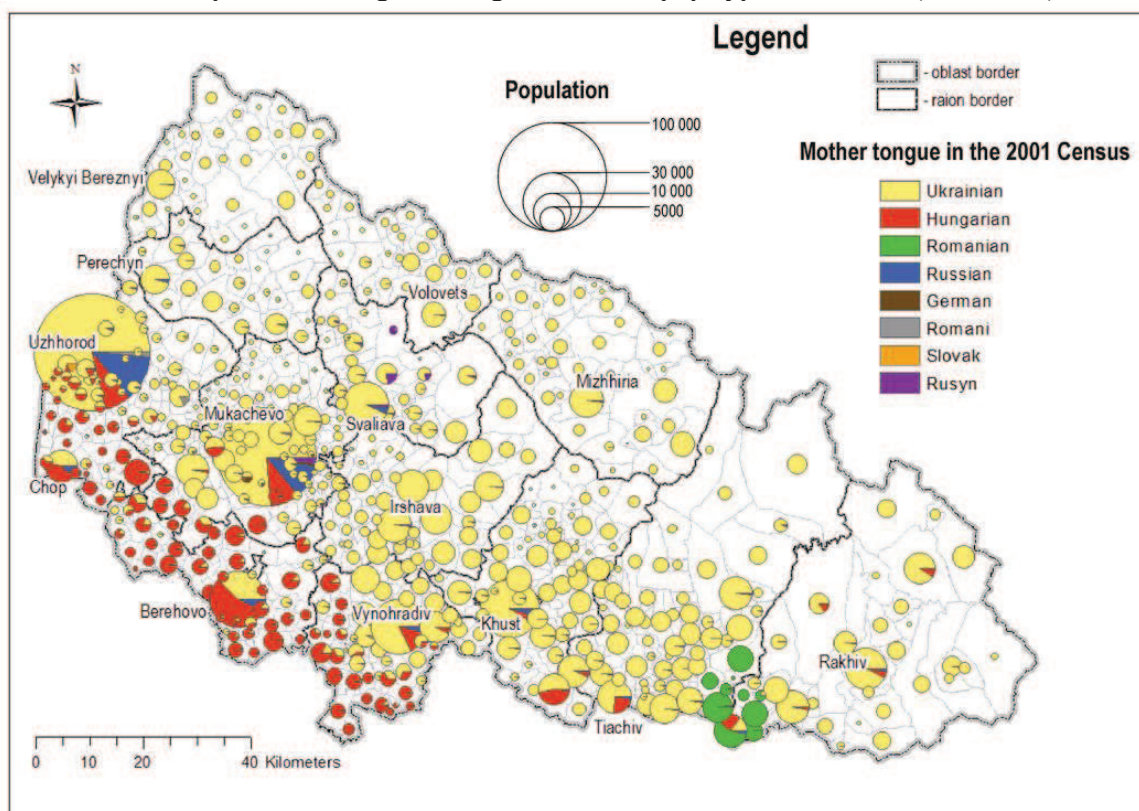 Legend
N
Population
100 000
30 000
10 000
5000
- oblast border
- raion border
Mother tongue in the 2001 Census
Ukrainian
Hungarian
Romanian
Russian
German
Romani
Slovak
Rusyn
Velykyi Bereznyi
Perechyn
Volovets
Uzhhorod
Mizhhiria
Mukachevo
Svaliava
Chop
Irshava
Berehovo
Vynohradiv
Khust
Rakhiv
Tiachiv
0 10 20 40 Kilometers